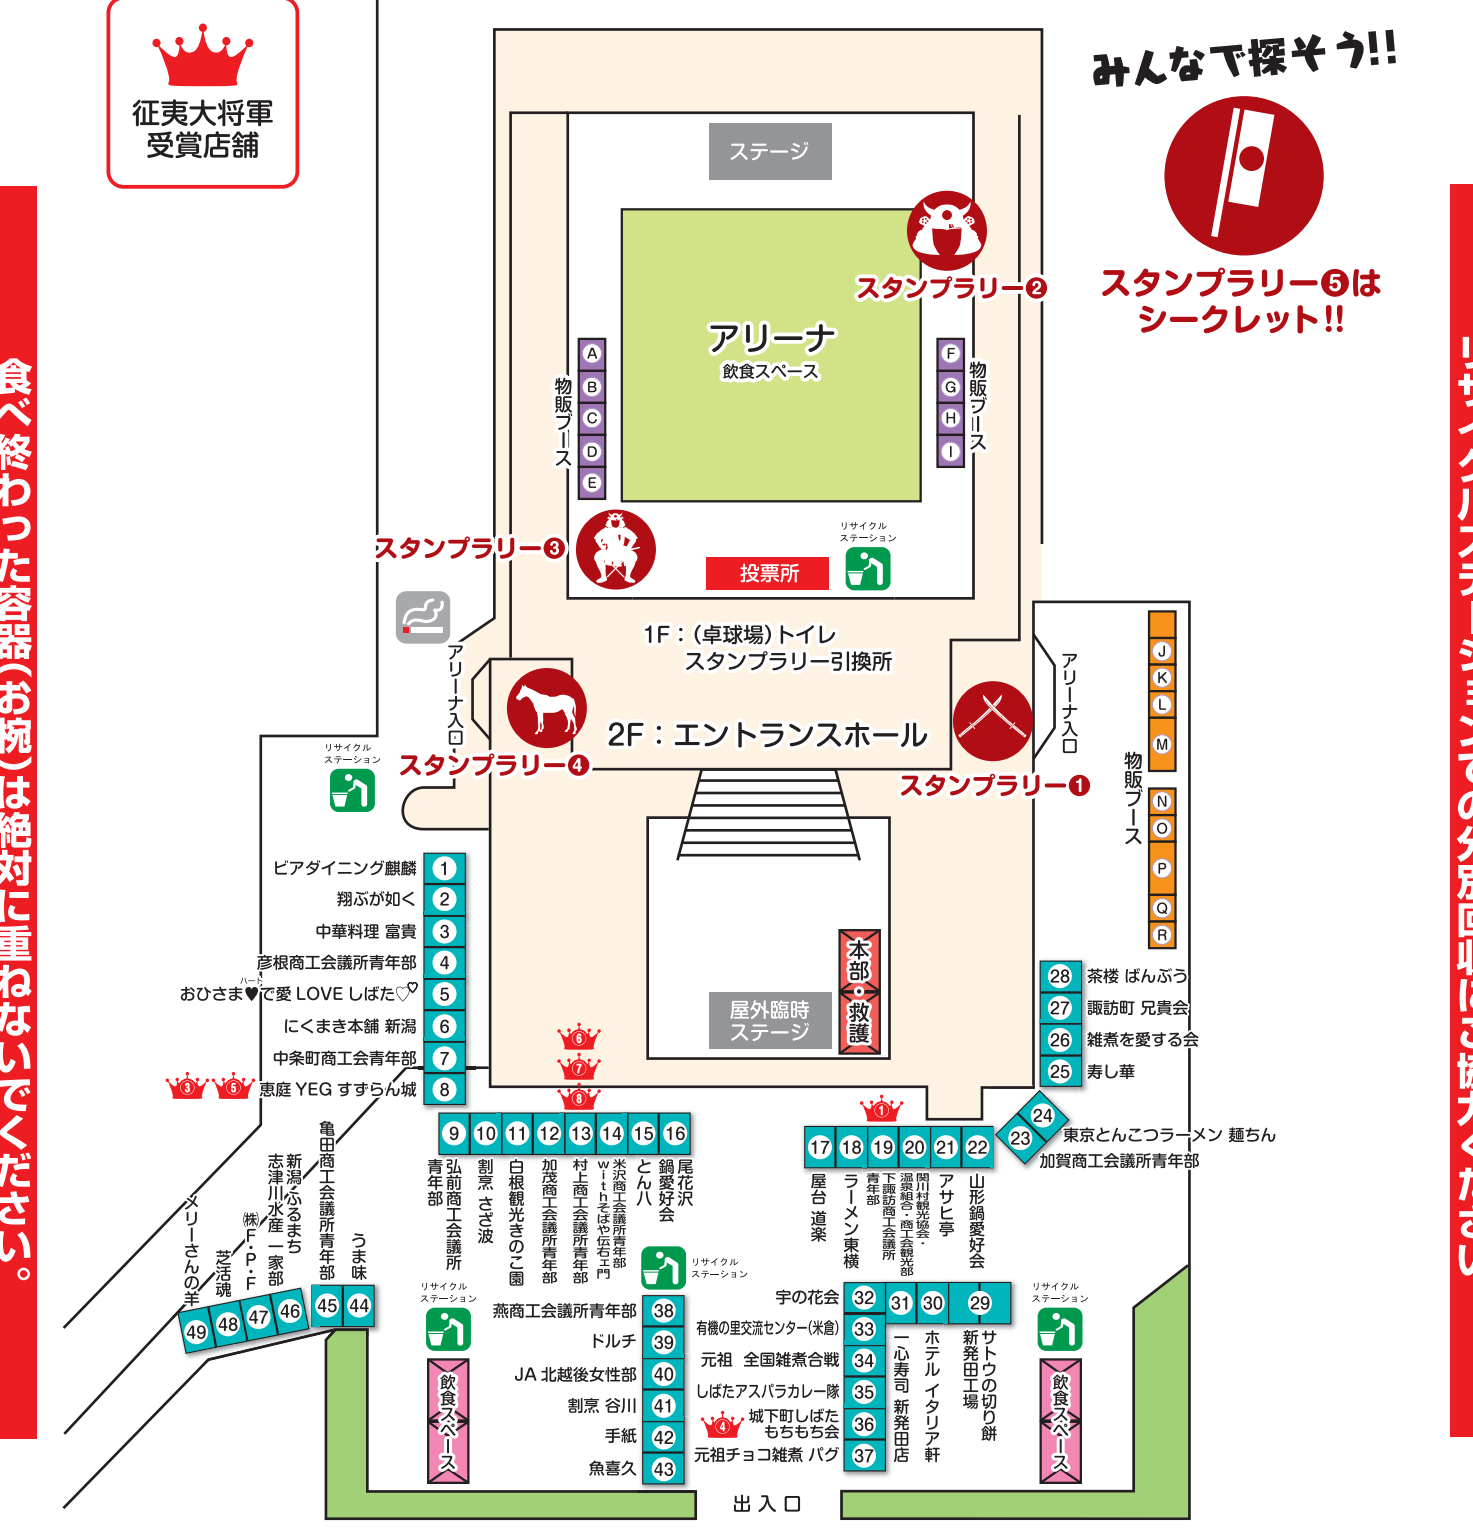 征夷大将軍
受賞店舗
みんなで探そう!!
スタンプラリー❺は
シークレット!!
食べ終わった容器(お椀)は絶対に重ねないでください。
ステージ
スタンプラリー❷
アリーナ
飲食スペース
物販ブース
A
B
C
D
E
F
G
H
I
物販ブース
スタンプラリー❸
投票所
リサイクル
ステーション
1F:(卓球場)トイレ
スタンプラリー引換所
2F:エントランスホール
アリーナ入口
スタンプラリー❹
アリーナ入口
スタンプラリー❶
リサイクル
ステーション
物販ブース
J
K
L
M
N
O
P
Q
R
屋外臨時
ステージ
本部・救護
ビアダイニング麒麟 1
翔ぶが如く 2
中華料理 富貴 3
彦根商工会議所青年部 4
ハート
おひさま♥で愛 LOVE しばた♡♡ 5
にくまき本舗 新潟 6
中条町商工会青年部 7
3 5 恵庭 YEG すずらん城 8
28 茶楼 ばんぶう
27 諏訪町 兄貴会
26 雑煮を愛する会
25 寿し華
24 東京とんこつラーメン 麺ちん
23 加賀商工会議所青年部
6
7
8
9 弘前商工会議所
青年部
10 割烹 さざ波
11 白根観光きのこ園
12 加茂商工会議所青年部
13 村上商工会議所青年部
14 米沢商工会議所青年部
withそばや伝右エ門
15 とん八
16 尾花沢
鍋愛好会
1
17 屋台 道楽
18 ラーメン東横
19 下諏訪商工会議所
青年部
20 関川村観光協会・
温泉組合・商工会観光部
21 アサヒ亭
22 山形鍋愛好会
メリーさんの羊 49
芝活魂 48
㈱F・P・F 47
新潟ふるまち
志津川水産 一家部 46
亀田商工会議所青年部 45
うま味 44
リサイクル
ステーション
飲食スペース
リサイクル
ステーション
燕商工会議所青年部 38
ドルチ 39
JA 北越後女性部 40
割烹 谷川 41
手紙 42
魚喜久 43
宇の花会 32
有機の里交流センター(米倉) 33
元祖 全国雑煮合戦 34
しばたアスパラカレー隊 35
4 城下町しばた
もちもち会 36
元祖チョコ雑煮 パグ 37
31 一心寿司 新発田店
30 ホテル イタリア軒
29 サトウの切り餅
新発田工場
リサイクル
ステーション
飲食スペース
出入口